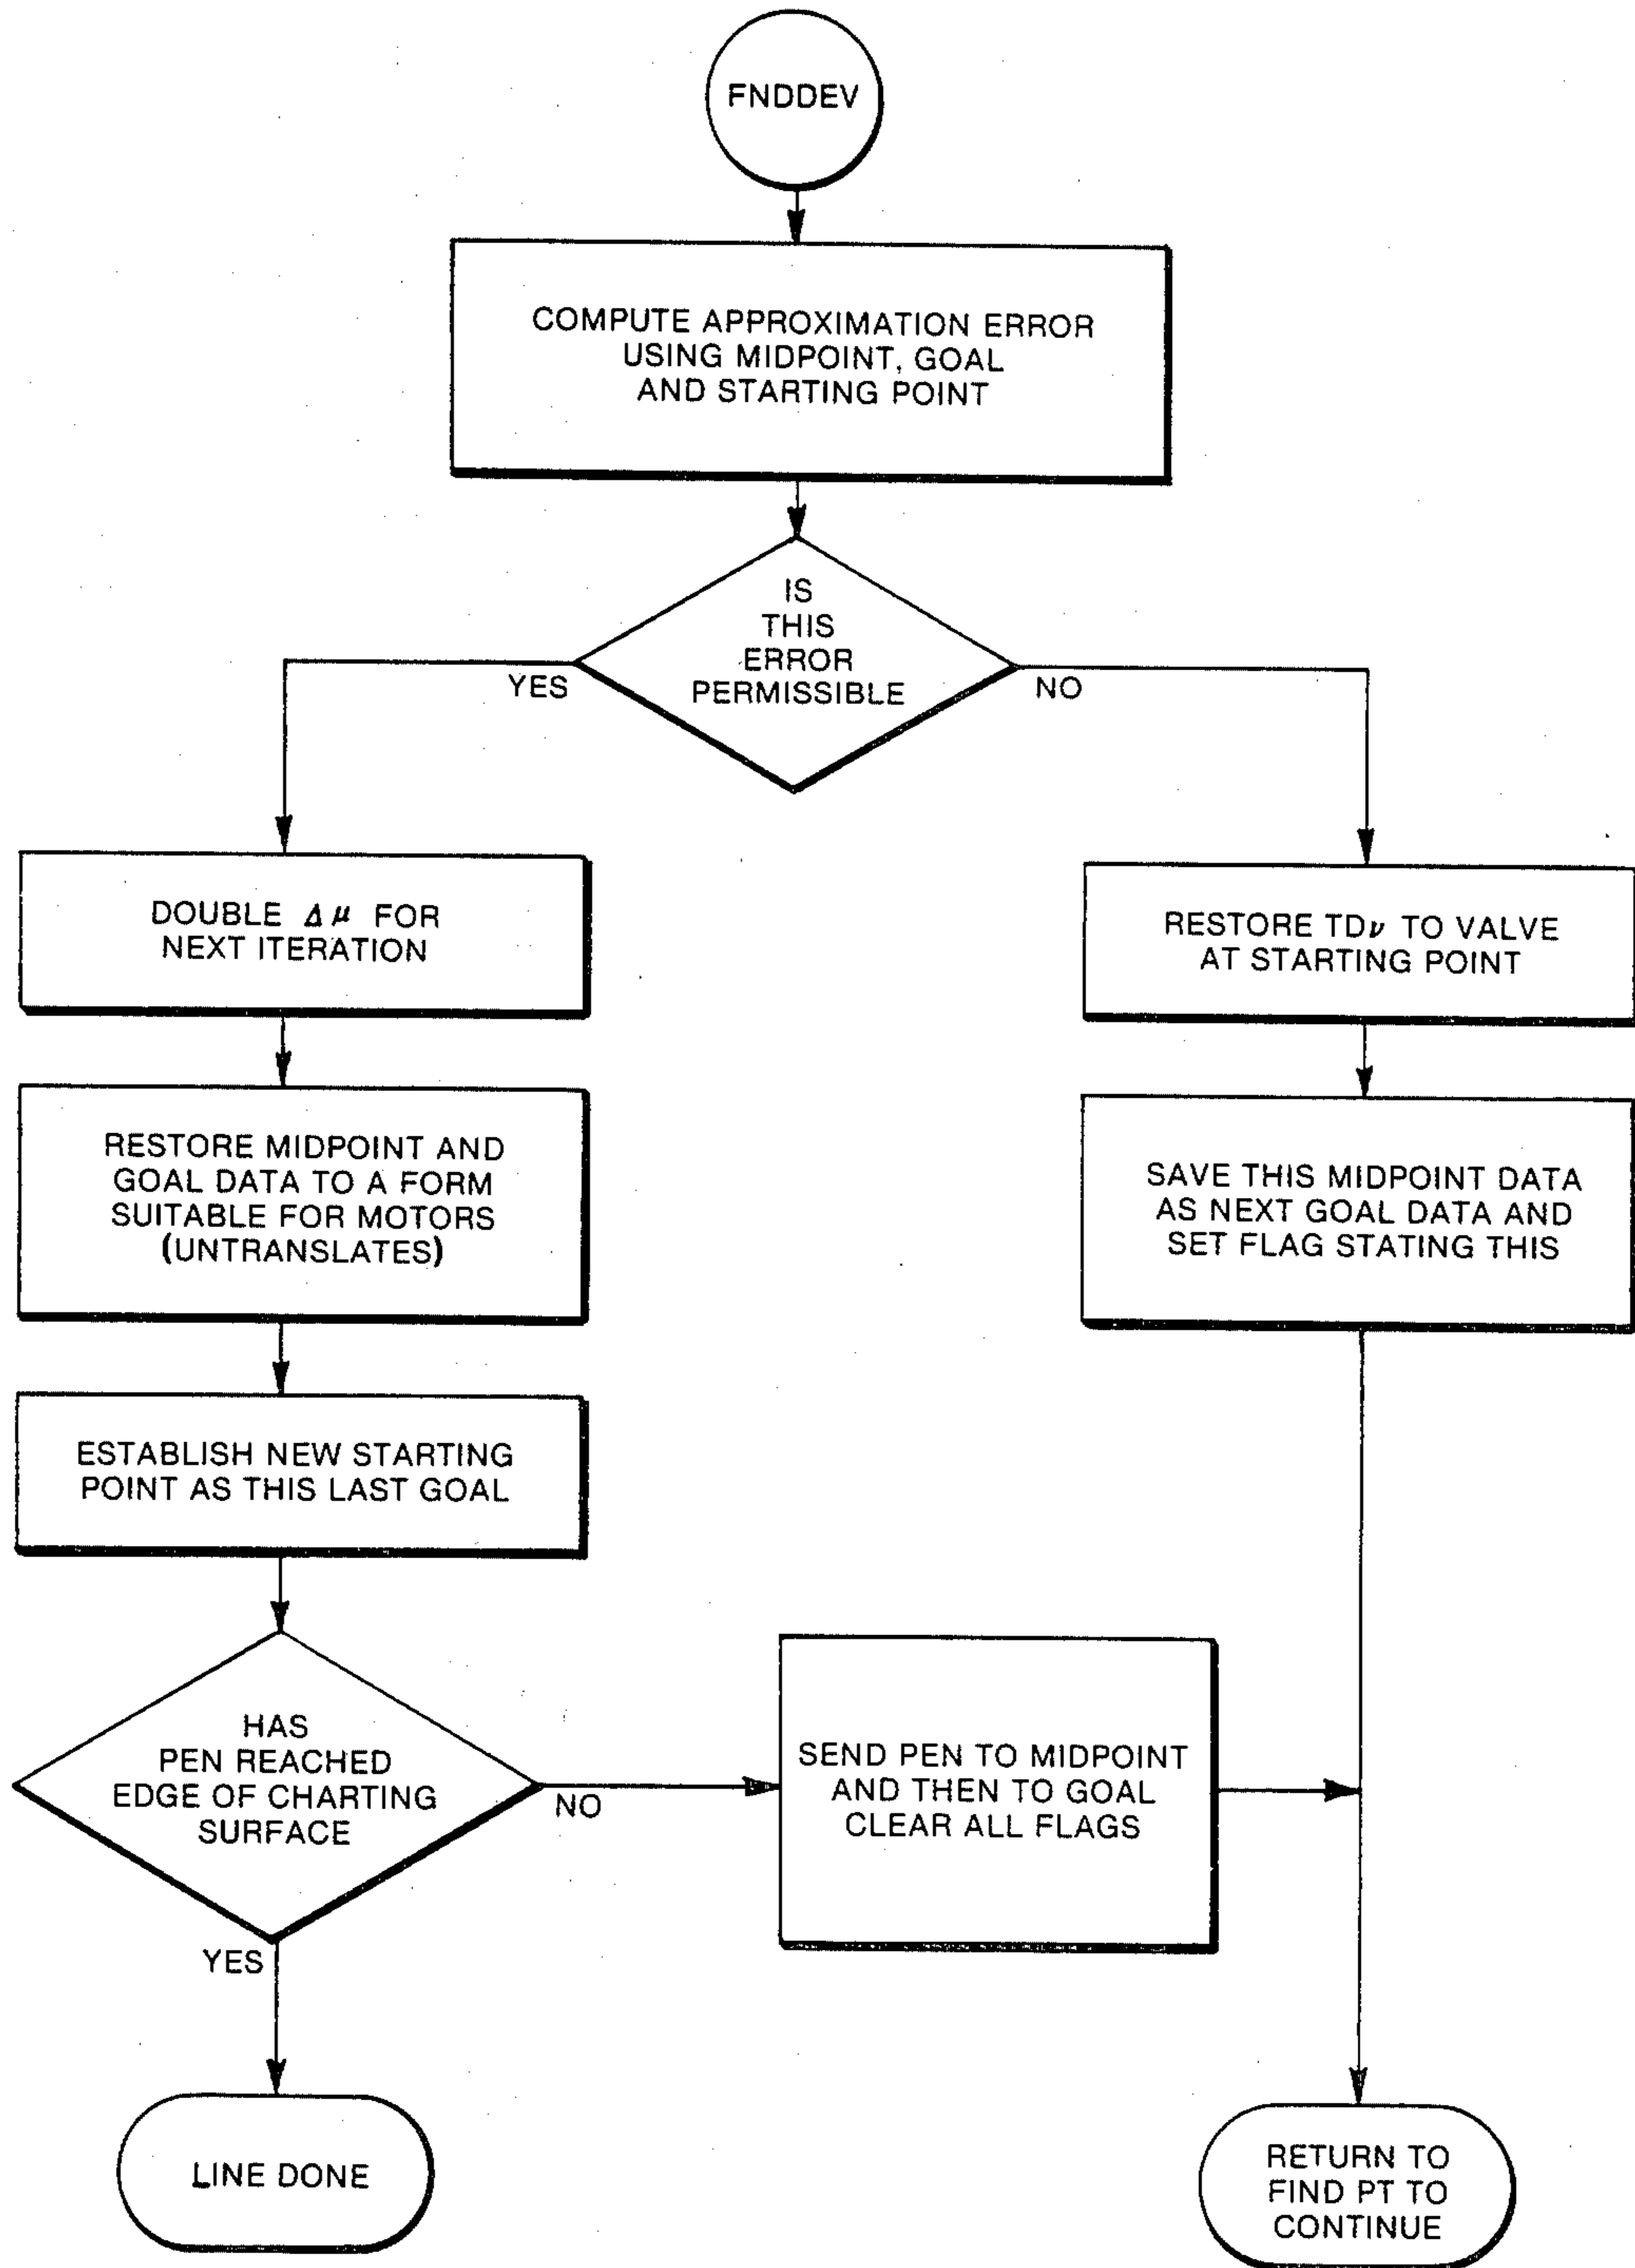 FNDDEV
COMPUTE APPROXIMATION ERROR
USING MIDPOINT, GOAL
AND STARTING POINT
IS
THIS
ERROR
PERMISSIBLE
YES
NO
DOUBLE Δμ FOR
NEXT ITERATION
RESTORE TDν TO VALVE
AT STARTING POINT
RESTORE MIDPOINT AND
GOAL DATA TO A FORM
SUITABLE FOR MOTORS
(UNTRANSLATES)
SAVE THIS MIDPOINT DATA
AS NEXT GOAL DATA AND
SET FLAG STATING THIS
ESTABLISH NEW STARTING
POINT AS THIS LAST GOAL
HAS
PEN REACHED
EDGE OF CHARTING
SURFACE
NO
YES
SEND PEN TO MIDPOINT
AND THEN TO GOAL
CLEAR ALL FLAGS
LINE DONE
RETURN TO
FIND PT TO
CONTINUE